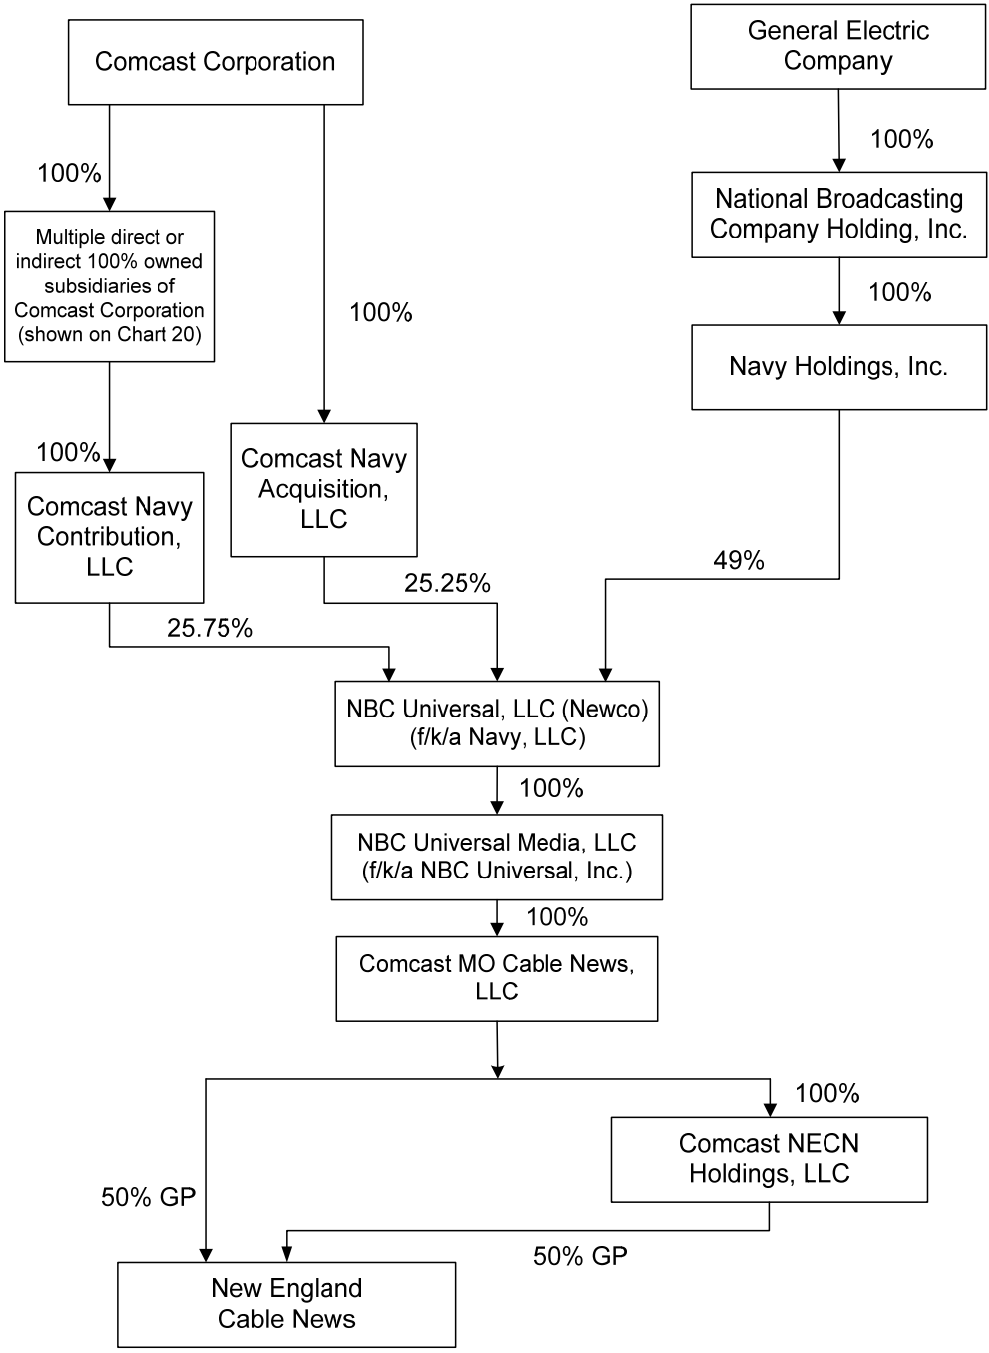 Comcast Corporation
General Electric
Company
100%
100%
National Broadcasting
Company Holding, Inc.
Multiple direct or
indirect 100% owned
subsidiaries of
Comcast Corporation
(shown on Chart 20)
100%
100%
Navy Holdings, Inc.
100%
Comcast Navy
Acquisition,
LLC
Comcast Navy
Contribution,
LLC
49%
25.25%
25.75%
NBC Universal, LLC (Newco)
(f/k/a Navy, LLC)
100%
NBC Universal Media, LLC
(f/k/a NBC Universal, Inc.)
100%
Comcast MO Cable News,
LLC
100%
Comcast NECN
Holdings, LLC
50% GP
50% GP
New England
Cable News